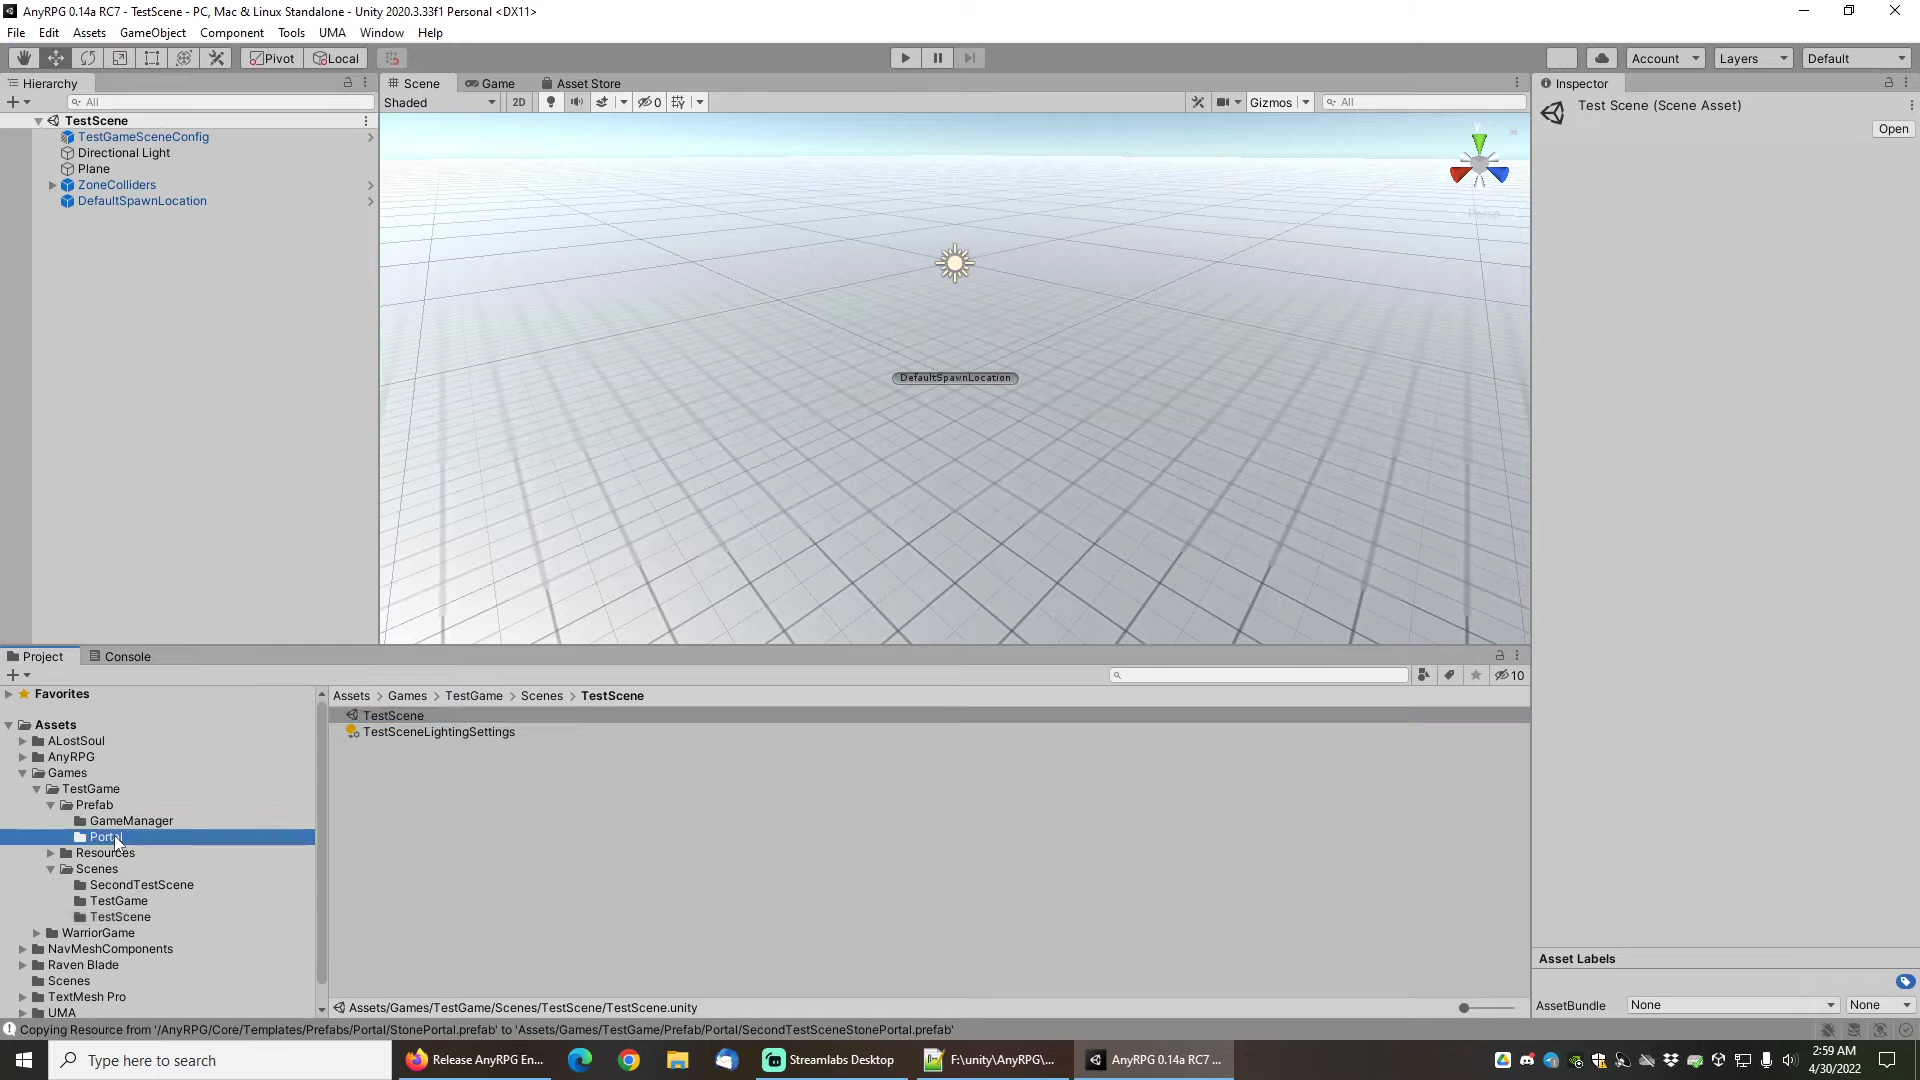 AnyRPG 0.14a RC7 - TestScene - PC, Mac & Linux Standalone - Unity 2020.3.33f1 Personal <DX11>
File Edit Assets GameObject Component Tools UMA Window Help
Pivot Local Account Layers Default
Hierarchy
All
TestScene
TestGameSceneConfig
Directional Light
Plane
ZoneColliders
DefaultSpawnLocation
Scene Game Asset Store
Shaded 2D 0 Gizmos All
y
Persp
DefaultSpawnLocation
Inspector
Test Scene (Scene Asset)
Open
Asset Labels
AssetBundle None None
Project Console
10
Favorites
Assets
ALostSoul
AnyRPG
Games
TestGame
Prefab
GameManager
Portal
Resources
Scenes
SecondTestScene
TestGame
TestScene
WarriorGame
NavMeshComponents
Raven Blade
Scenes
TextMesh Pro
UMA
Assets > Games > TestGame > Scenes > TestScene
TestScene
TestSceneLightingSettings
Assets/Games/TestGame/Scenes/TestScene/TestScene.unity
Copying Resource from '/AnyRPG/Core/Templates/Prefabs/Portal/StonePortal.prefab' to 'Assets/Games/TestGame/Prefab/Portal/SecondTestSceneStonePortal.prefab'
Type here to search
Release AnyRPG En...
Streamlabs Desktop
F:\unity\AnyRPG\...
AnyRPG 0.14a RC7 ...
2:59 AM
4/30/2022